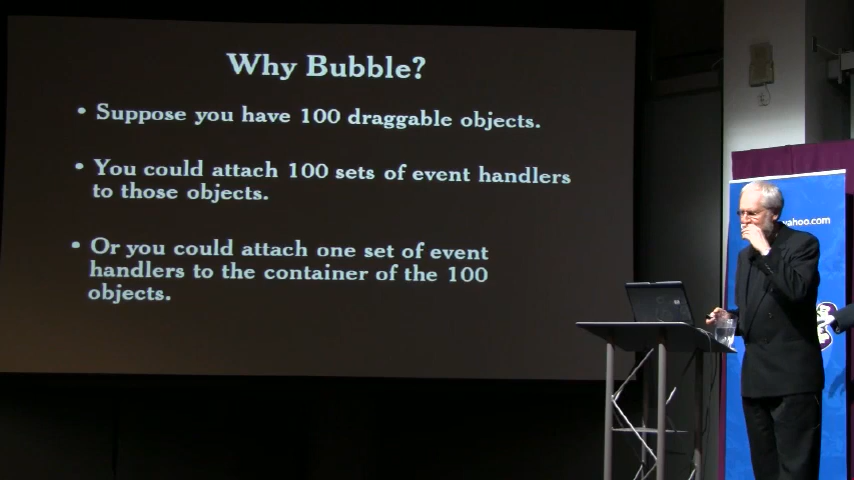 Why Bubble?
• Suppose you have 100 draggable objects.
• You could attach 100 sets of event handlers
to those objects.
• Or you could attach one set of event
handlers to the container of the 100
objects.
yahoo.com